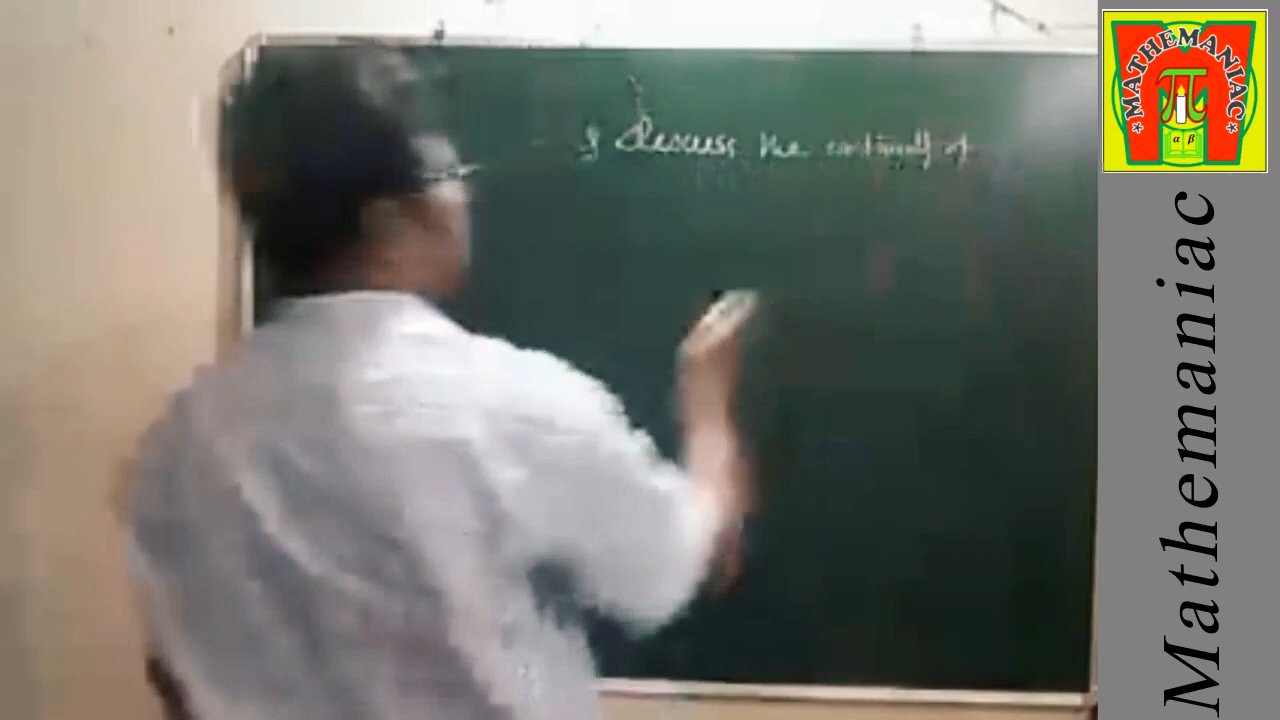 Discuss the continuity of
MATHEMANIAC
π
α β
Mathemaniac